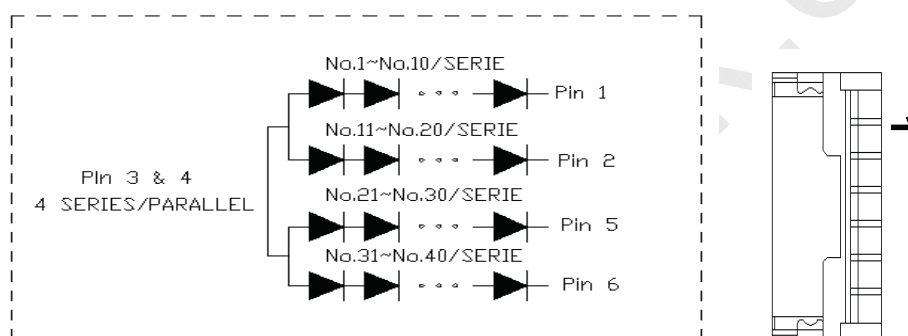 No.1~No.10/SERIE
Pin 1
No.11~No.20/SERIE
Pin 2
PIn 3 & 4
4 SERIES/PARALLEL
No.21~No.30/SERIE
Pin 5
No.31~No.40/SERIE
Pin 6